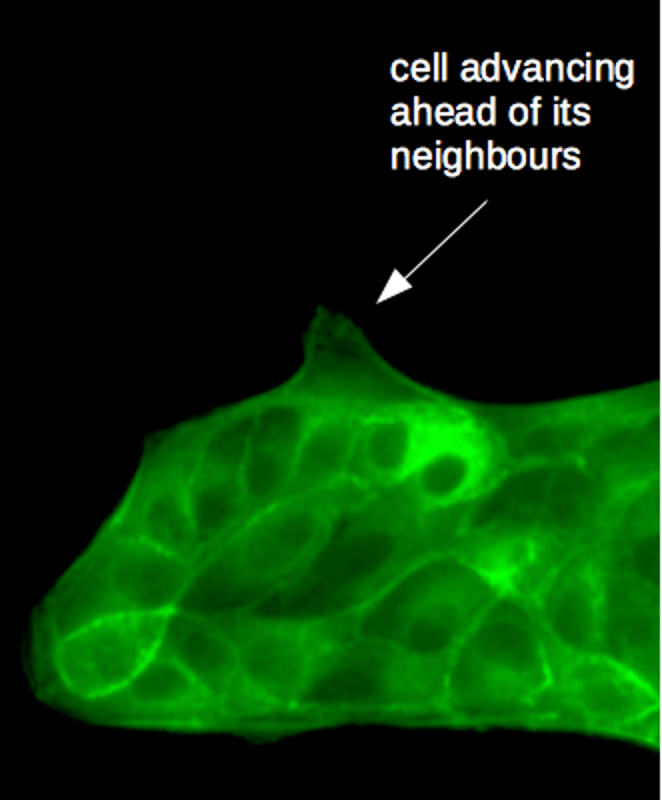 cell advancing
ahead of its
neighbours